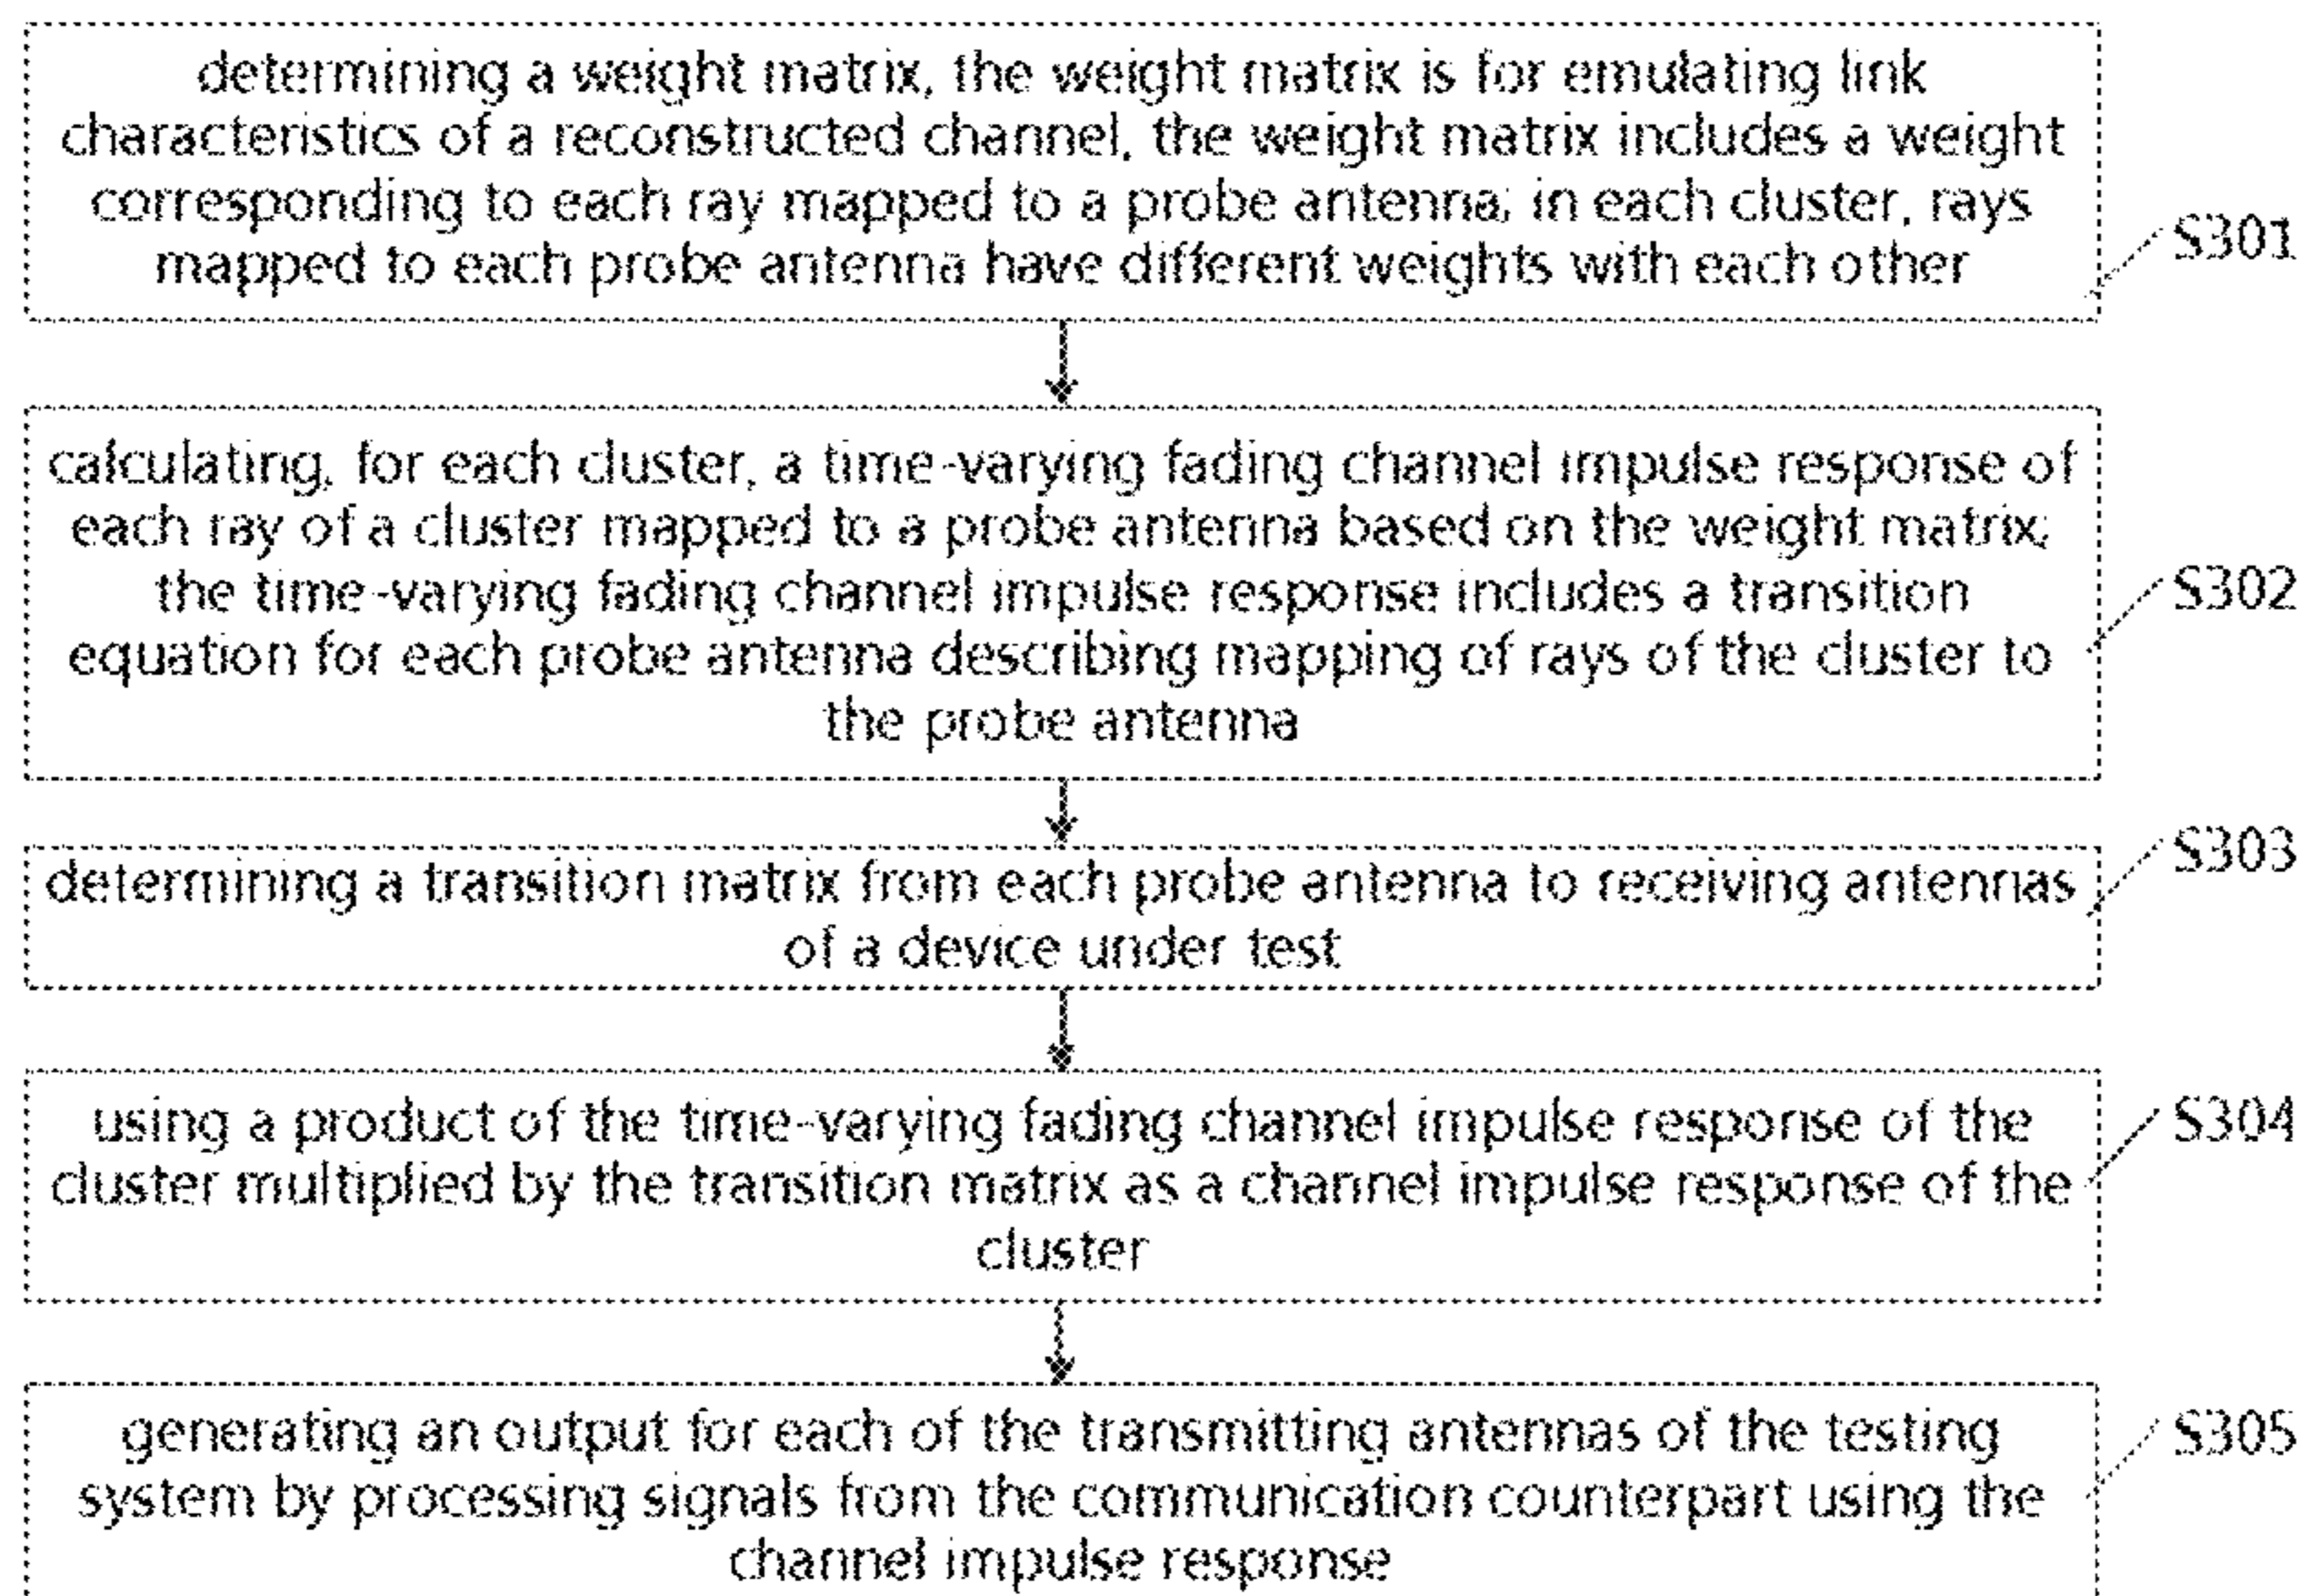 determining a weight matrix, the weight matrix is for emulating link
characteristics of a reconstructed channel, the weight matrix includes a weight
corresponding to each ray mapped to a probe antenna; in each cluster, rays
mapped to each probe antenna have different weights with each other
S301
calculating, for each cluster, a time-varying fading channel impulse response of
each ray of a cluster mapped to a probe antenna based on the weight matrix;
the time-varying fading channel impulse response includes a transition
equation for each probe antenna describing mapping of rays of the cluster to
the probe antenna
S302
determining a transition matrix from each probe antenna to receiving antennas
of a device under test
S303
using a product of the time-varying fading channel impulse response of the
cluster multiplied by the transition matrix as a channel impulse response of the
cluster
S304
generating an output for each of the transmitting antennas of the testing
system by processing signals from the communication counterpart using the
channel impulse response
S305